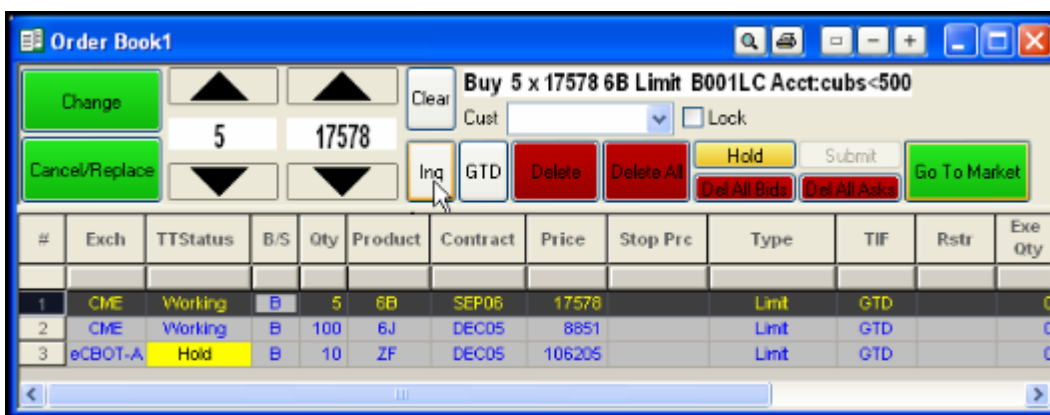 Order Book1
Change
Cancel/Replace
5
17578
Clear
Buy 5 x 17578 6B Limit B001LC Acct:cubs<500
Cust
Lock
Inq
GTD
Delete
Delete All
Hold
Submit
Del All Bids
Del All Asks
Go To Market
# Exch TTStatus B/S Qty Product Contract Price Stop Prc Type TIF Rstr Exe Qty
1 CME Working B 5 6B SEP06 17578 Limit GTD 0
2 CME Working B 100 6J DEC05 8851 Limit GTD 0
3 eCBOT-A Hold B 10 ZF DEC05 106205 Limit GTD 0